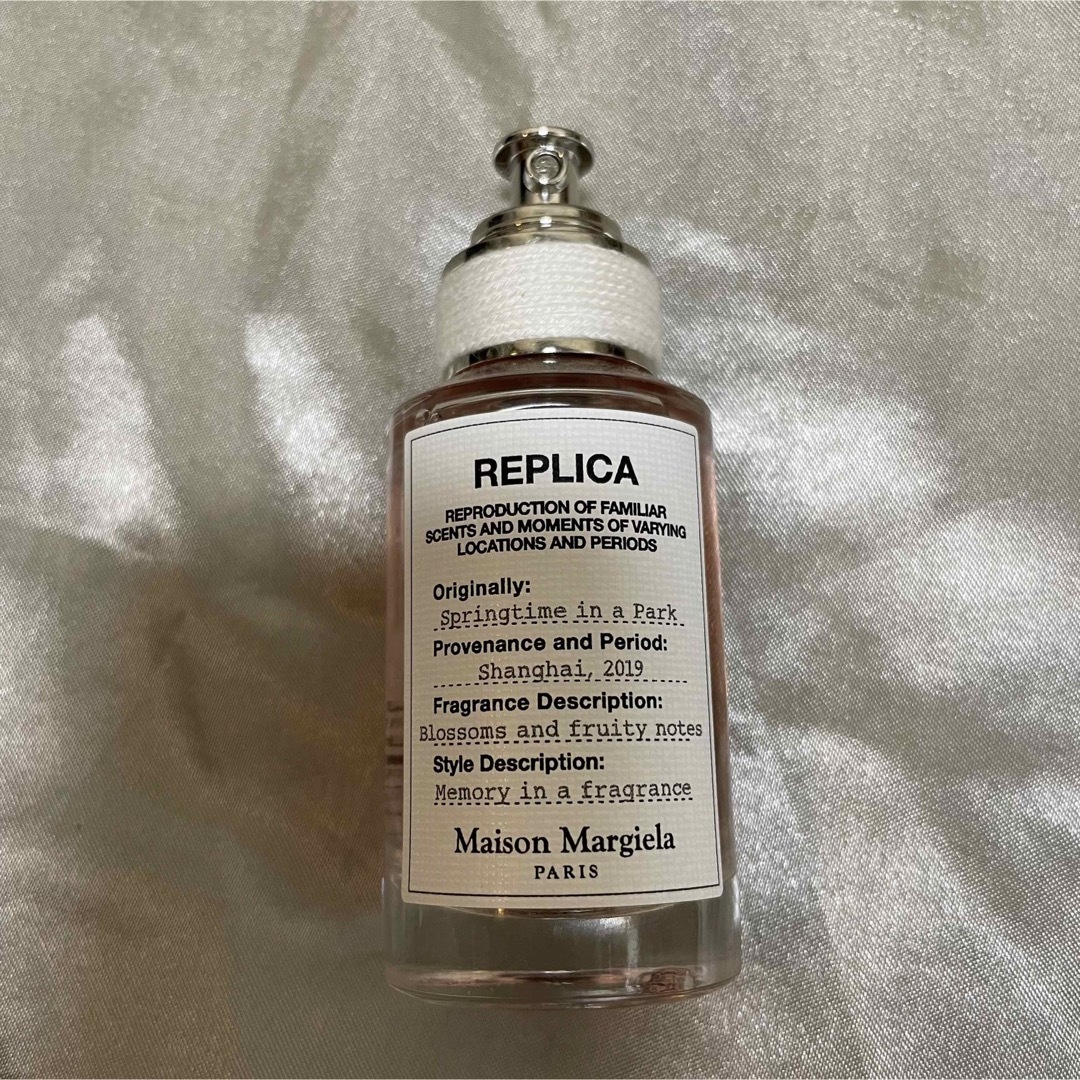 REPLICA
REPRODUCTION OF FAMILIAR
SCENTS AND MOMENTS OF VARYING
LOCATIONS AND PERIODS
Originally:
Springtime in a Park
Provenance and Period:
Shanghai, 2019
Fragrance Description:
Blossoms and fruity notes
Style Description:
Memory in a fragrance
Maison Margiela
PARIS